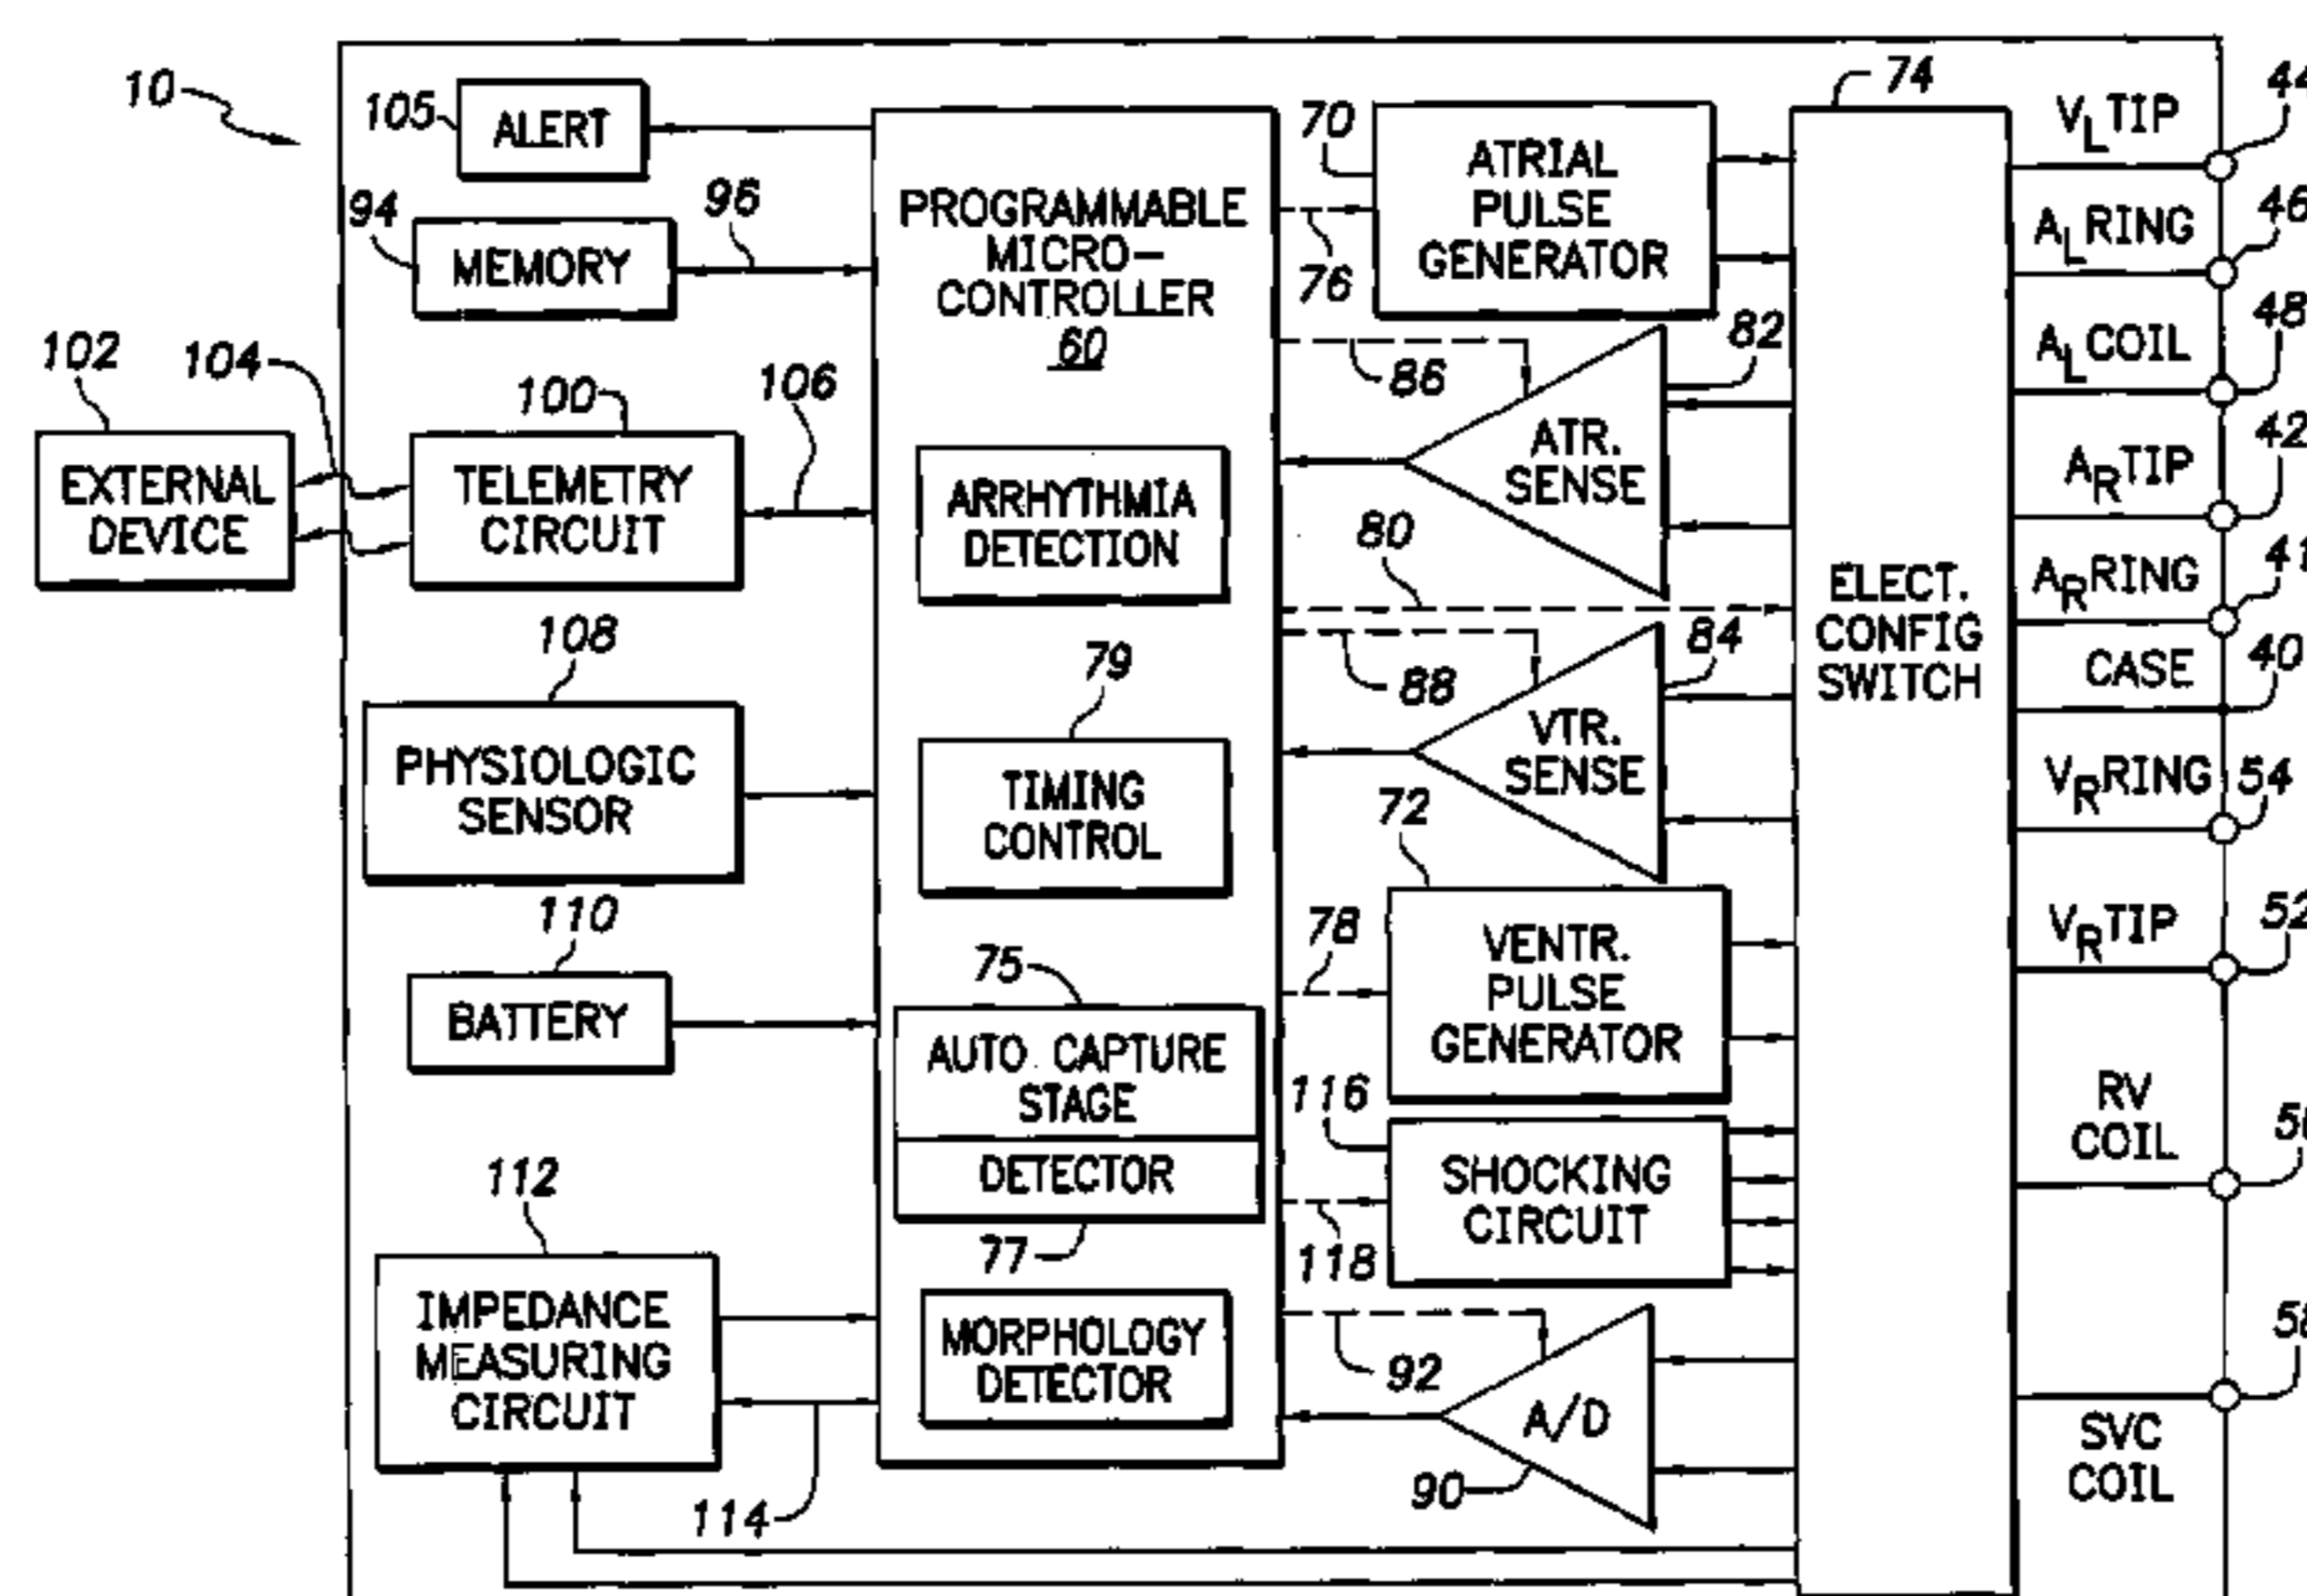 10
105
ALERT
94
MEMORY
96
102
EXTERNAL
DEVICE
104
100
TELEMETRY
CIRCUIT
106
108
PHYSIOLOGIC
SENSOR
110
BATTERY
112
IMPEDANCE
MEASURING
CIRCUIT
114
PROGRAMMABLE
MICRO-
CONTROLLER
60
ARRHYTHMIA
DETECTION
79
TIMING
CONTROL
75
AUTO CAPTURE
STAGE
DETECTOR
77
MORPHOLOGY
DETECTOR
70
ATRIAL
PULSE
GENERATOR
76
86
82
ATR.
SENSE
80
88
84
VTR.
SENSE
72
78
VENTR.
PULSE
GENERATOR
116
SHOCKING
CIRCUIT
118
92
A/D
90
74
ELECT.
CONFIG
SWITCH
VLTIP
44
ALRING
46
ALCOIL
48
ARTIP
42
ARRING
41
CASE
40
VRRING
54
VRTIP
52
RV
COIL
SVC
COIL